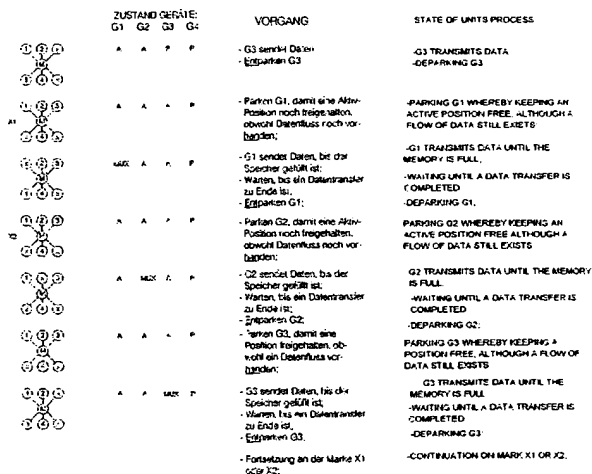 ZUSTAND GERÄTE:
G1 G2 G3 G4
VORGANG
STATE OF UNITS PROCESS
A A P P
- G3 sendet Daten
- Entparken G3
-G3 TRANSMITS DATA
-DEPARKING G3
X1
A A A P
- Parken G1, damit eine Aktiv-
Position noch freigehalten,
obwohl Datenfluss noch vor-
handen;
-PARKING G1 WHEREBY KEEPING AN
ACTIVE POSITION FREE, ALTHOUGH A
FLOW OF DATA STILL EXISTS
MUX A A P
- G1 sendet Daten, bis der
Speicher gefüllt ist;
- Warten, bis ein Datentransfer
zu Ende ist;
- Entparken G1;
-G1 TRANSMITS DATA UNTIL THE
MEMORY IS FULL,
-WAITING UNTIL A DATA TRANSFER IS
COMPLETED
-DEPARKING G1,
X2
A A P
- Parken G2, damit eine Aktiv-
Position noch freigehalten,
obwohl Datenfluss noch vor-
handen;
PARKING G2 WHEREBY KEEPING AN
ACTIVE POSITION FREE ALTHOUGH A
FLOW OF DATA STILL EXISTS
A MUX A P
- G2 sendet Daten, bis der
Speicher gefüllt ist;
- Warten, bis ein Datentransfer
zu Ende ist;
- Entparken G2;
G2 TRANSMITS DATA UNTIL THE MEMORY
IS FULL.
-WAITING UNTIL A DATA TRANSFER IS
COMPLETED
-DEPARKING G2;
A A A P
- Parken G3, damit eine
Position freigehalten, ob-
wohl ein Datenfluss vor-
handen;
PARKING G3 WHEREBY KEEPING A
POSITION FREE, ALTHOUGH A FLOW OF
DATA STILL EXISTS
A A MUX P
- G3 sendet Daten, bis der
Speicher gefüllt ist;
- Warten, bis ein Datentransfer
zu Ende ist,
- Entparken G3,
G3 TRANSMITS DATA UNTIL THE
MEMORY IS FULL
-WAITING UNTIL A DATA TRANSFER IS
COMPLETED
-DEPARKING G3
- Fortsetzung an der Marke X1
oder X2;
-CONTINUATION ON MARK X1 OR X2,